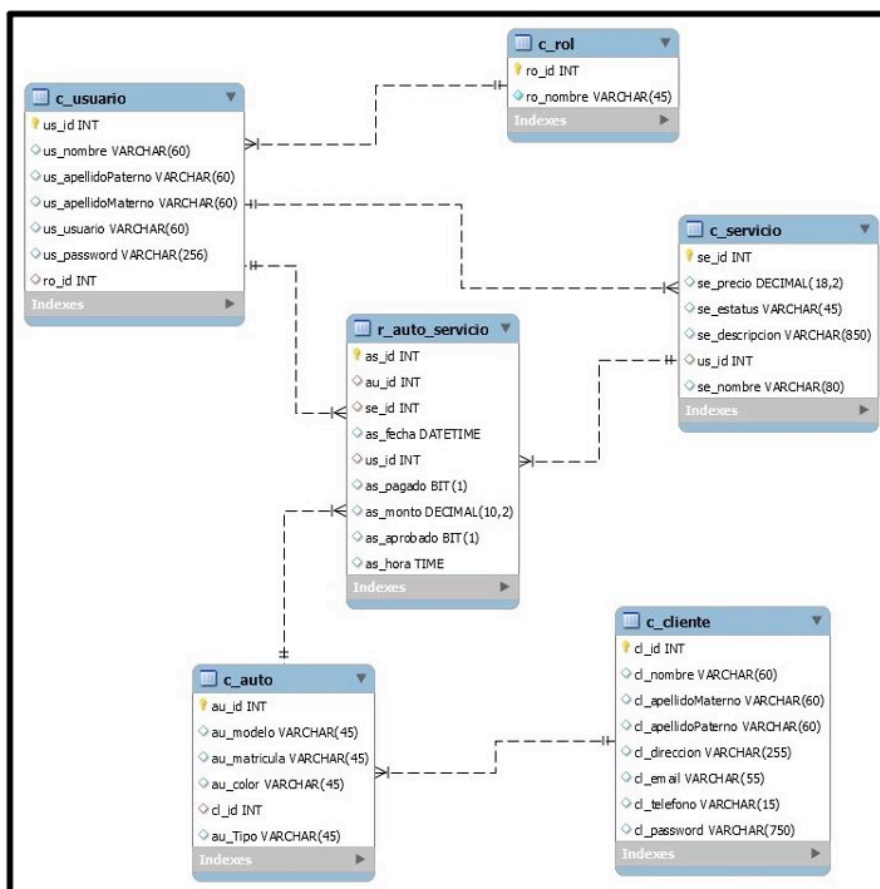 c_rol
ro_id INT
ro_nombre VARCHAR(45)
Indexes
c_usuario
us_id INT
us_nombre VARCHAR(60)
us_apellidoPaterno VARCHAR(60)
us_apellidoMaterno VARCHAR(60)
us_usuario VARCHAR(60)
us_password VARCHAR(256)
ro_id INT
Indexes
c_servicio
se_id INT
se_precio DECIMAL(18,2)
se_estatus VARCHAR(45)
se_descripcion VARCHAR(850)
us_id INT
se_nombre VARCHAR(80)
Indexes
r_auto_servicio
as_id INT
au_id INT
se_id INT
as_fecha DATETIME
us_id INT
as_pagado BIT(1)
as_monto DECIMAL(10,2)
as_aprobado BIT(1)
as_hora TIME
Indexes
c_cliente
cl_id INT
cl_nombre VARCHAR(60)
cl_apellidoMaterno VARCHAR(60)
cl_apellidoPaterno VARCHAR(60)
cl_direccion VARCHAR(255)
cl_email VARCHAR(55)
cl_telefono VARCHAR(15)
cl_password VARCHAR(750)
Indexes
c_auto
au_id INT
au_modelo VARCHAR(45)
au_matricula VARCHAR(45)
au_color VARCHAR(45)
cl_id INT
au_Tipo VARCHAR(45)
Indexes